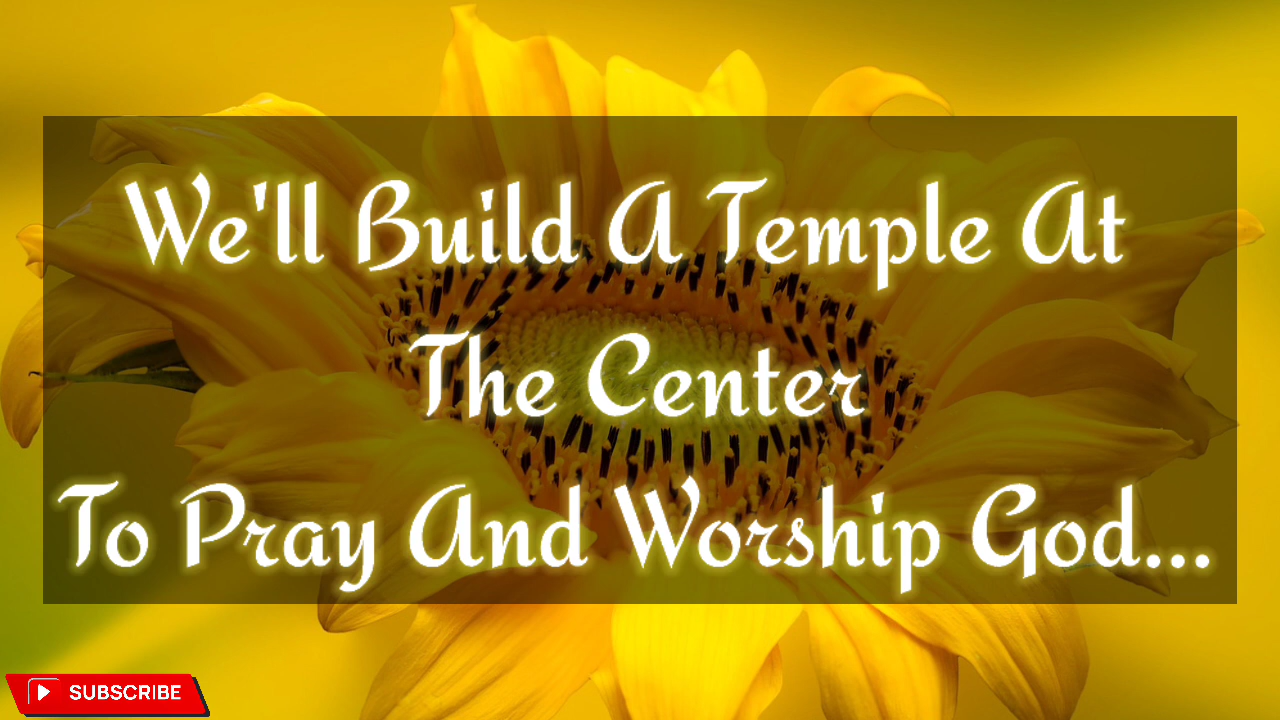 We'll Build A Temple At
The Center
To Pray And Worship God...
SUBSCRIBE